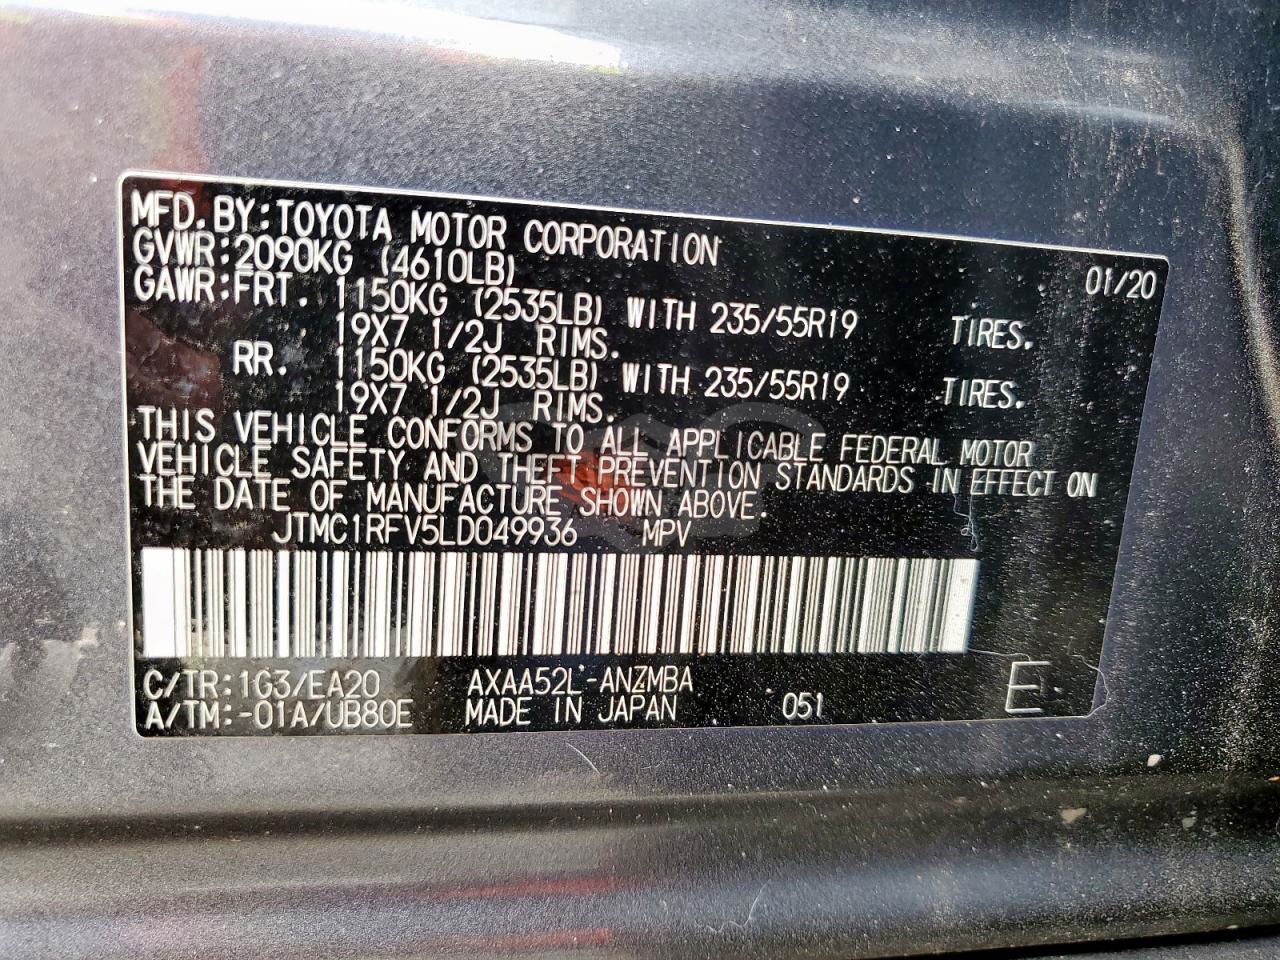 MFD.BY:TOYOTA MOTOR CORPORATION 01/20
GVWR:2090KG (4610LB)
GAWR:FRT. 1150KG (2535LB) WITH 235/55R19 TIRES.
19X7 1/2J RIMS.
RR. 1150KG (2535LB) WITH 235/55R19 TIRES.
19X7 1/2J RIMS.
THIS VEHICLE CONFORMS TO ALL APPLICABLE FEDERAL MOTOR
VEHICLE SAFETY AND THEFT PREVENTION STANDARDS IN EFFECT ON
THE DATE OF MANUFACTURE SHOWN ABOVE.
JTMC1RFV5LD049936 MPV
C/TR:1G3/EA20 AXAA52L-ANZMBA
A/TM:-01A/UB80E MADE IN JAPAN 051 E